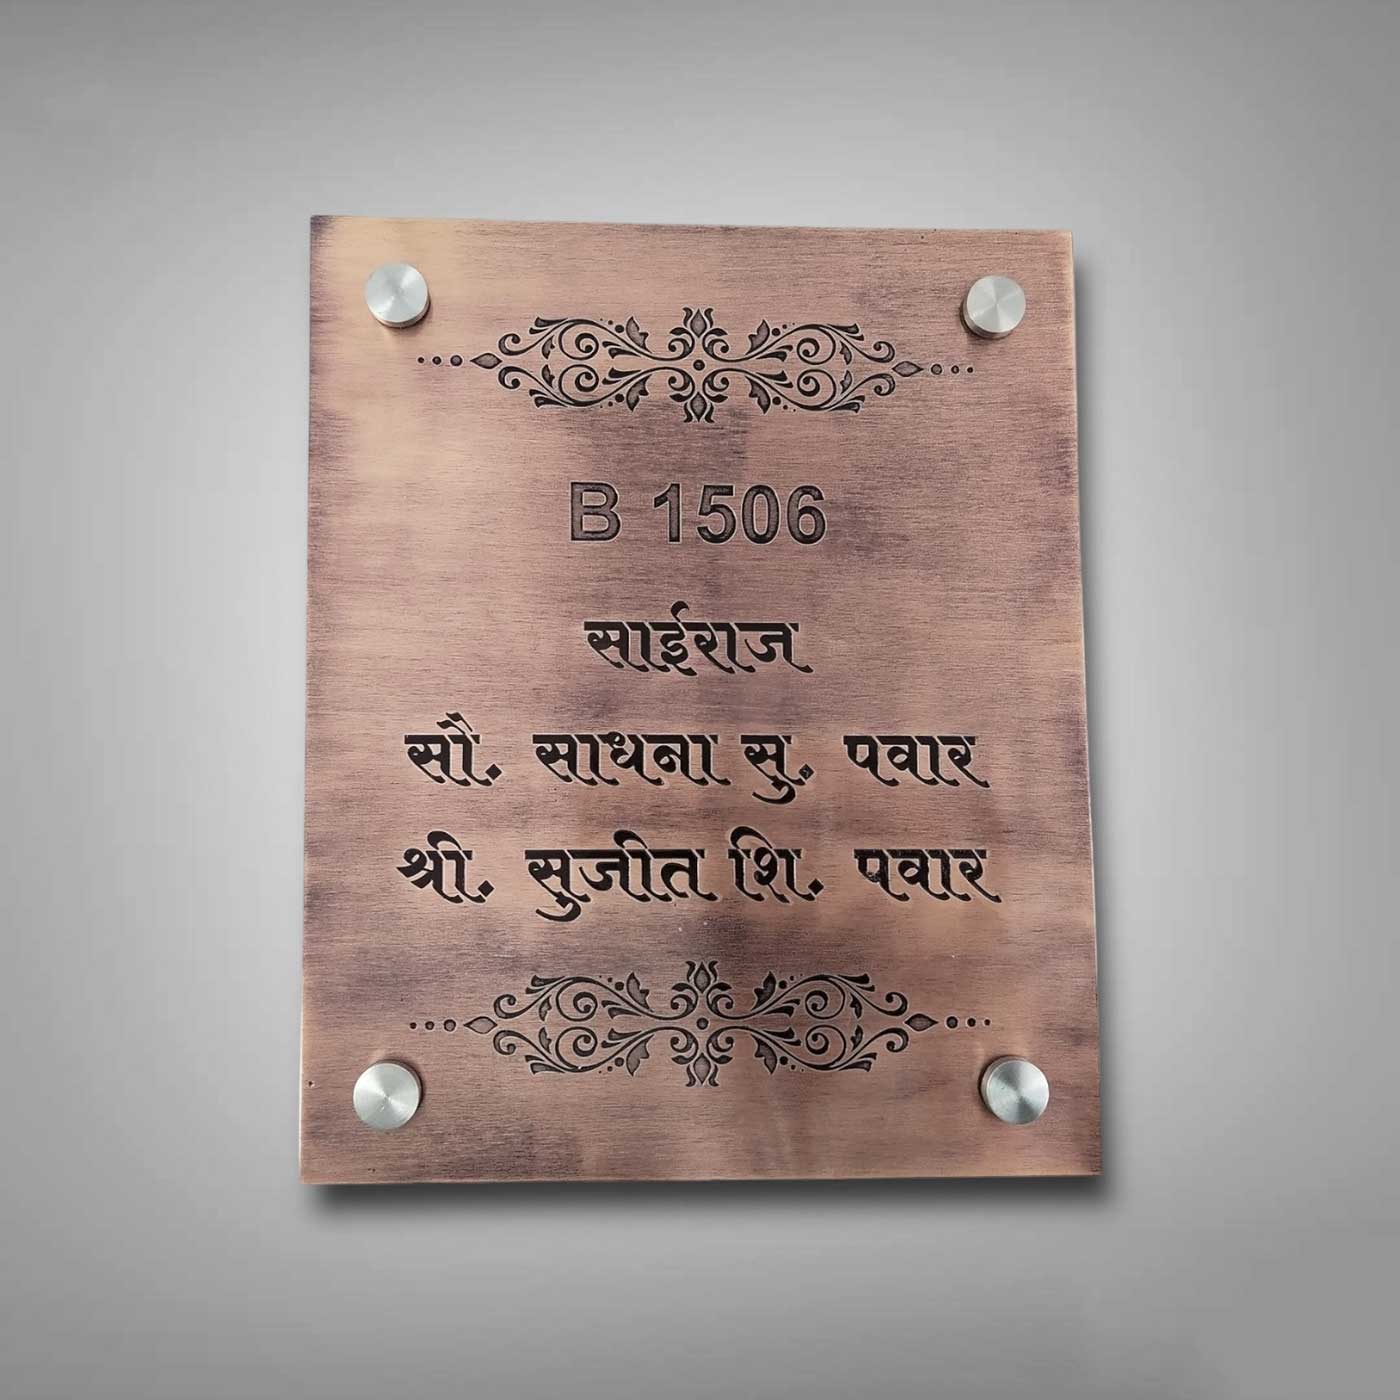 B 1506
साईराज
सौ. साधना सु. पवार
श्री. सुजीत शि. पवार